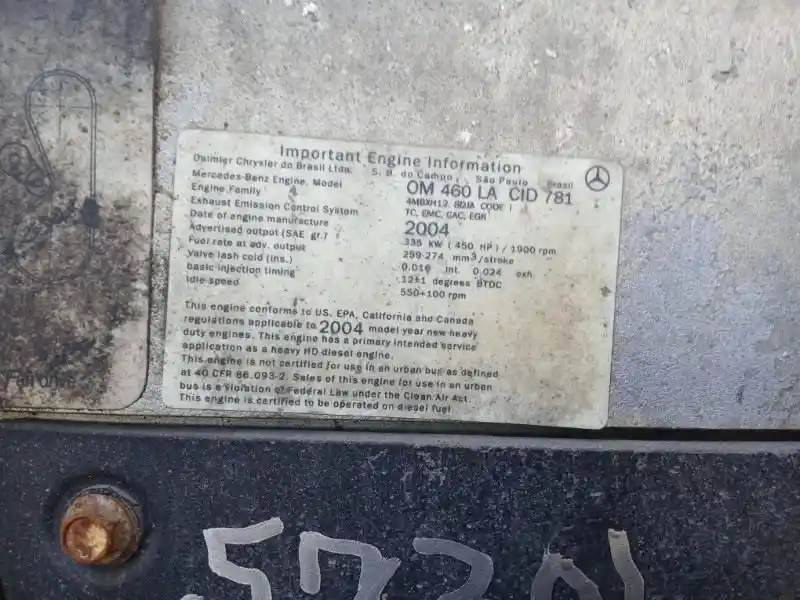 Important Engine Information
Daimler Chrysler do Brasil Ltda. S. B. do Campo, São Paulo Brasil
Mercedes-Benz Engine, Model OM 460 LA CID 781
Engine Family
Exhaust Emission Control System TC, EMC, CAC, EGR
Date of engine manufacture 2004
Advertised output (SAE gr.) 335 KW (450 HP) / 1900 rpm
Fuel rate at adv. output 259-274 mm³/stroke
Valve lash cold (ins.) 0.016 int. 0.024 exh
basic injection timing 12±1 degrees BTDC
Idle speed 550+100 rpm
This engine conforms to US. EPA, California and Canada
regulations applicable to 2004 model year new heavy
duty engines. This engine has a primary intended service
application as a heavy HD diesel engine.
This engine is not certified for use in an urban bus as defined
at 40 CFR 86.093-2. Sales of this engine for use in an urban
bus is a violation of Federal Law under the Clean Air Act.
This engine is certified to be operated on diesel fuel